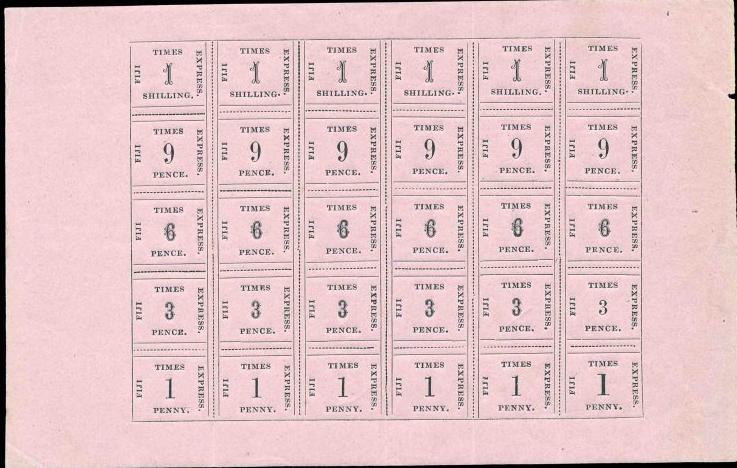 TIMES TIMES TIMES TIMES TIMES TIMES
FIJI 1 EXPRESS. FIJI 1 EXPRESS. FIJI 1 EXPRESS. FIJI 1 EXPRESS. FIJI 1 EXPRESS. FIJI 1 EXPRESS.
SHILLING. SHILLING. SHILLING. SHILLING. SHILLING. SHILLING.
TIMES TIMES TIMES TIMES TIMES TIMES
FIJI 9 EXPRESS. FIJI 9 EXPRESS. FIJI 9 EXPRESS. FIJI 9 EXPRESS. FIJI 9 EXPRESS. FIJI 9 EXPRESS.
PENCE. PENCE. PENCE. PENCE. PENCE. PENCE.
TIMES TIMES TIMES TIMES TIMES TIMES
FIJI 6 EXPRESS. FIJI 6 EXPRESS. FIJI 6 EXPRESS. FIJI 6 EXPRESS. FIJI 6 EXPRESS. FIJI 6 EXPRESS.
PENCE. PENCE. PENCE. PENCE. PENCE. PENCE.
TIMES TIMES TIMES TIMES TIMES TIMES
FIJI 3 EXPRESS. FIJI 3 EXPRESS. FIJI 3 EXPRESS. FIJI 3 EXPRESS. FIJI 3 EXPRESS. FIJI 3 EXPRESS.
PENCE. PENCE. PENCE. PENCE. PENCE. PENCE.
TIMES TIMES TIMES TIMES TIMES TIMES
FIJI 1 EXPRESS. FIJI 1 EXPRESS. FIJI 1 EXPRESS. FIJI 1 EXPRESS. FIJI 1 EXPRESS. FIJI 1 EXPRESS.
PENNY. PENNY. PENNY. PENNY. PENNY. PENNY.